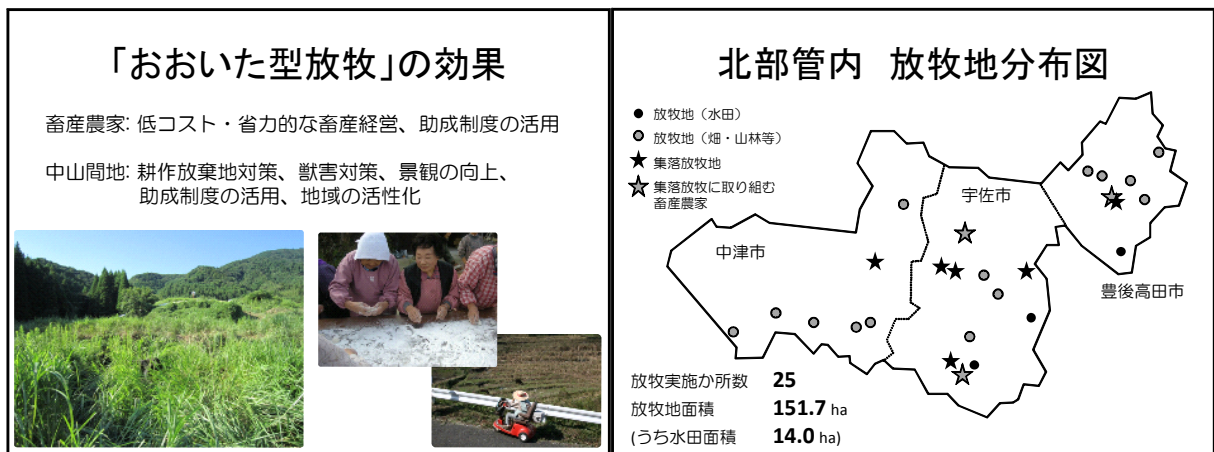 「おおいた型放牧」の効果
畜産農家: 低コスト・省力的な畜産経営、助成制度の活用
中山間地: 耕作放棄地対策、獣害対策、景観の向上、
助成制度の活用、地域の活性化
北部管内　放牧地分布図
放牧地（水田）
放牧地（畑・山林等）
集落放牧地
集落放牧に取り組む
畜産農家
宇佐市
中津市
豊後高田市
放牧実施か所数 25
放牧地面積 151.7 ha
(うち水田面積 14.0 ha)